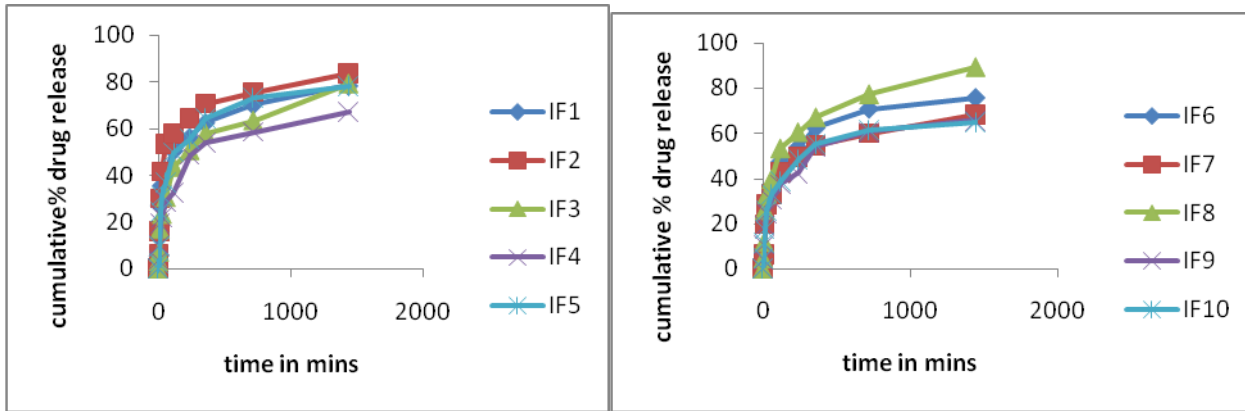 100
80
60
40
20
0
0 1000 2000
cumulative% drug release
time in mins
IF1
IF2
IF3
IF4
IF5
100
80
60
40
20
0
0 1000 2000
cumulative % drug release
time in mins
IF6
IF7
IF8
IF9
IF10